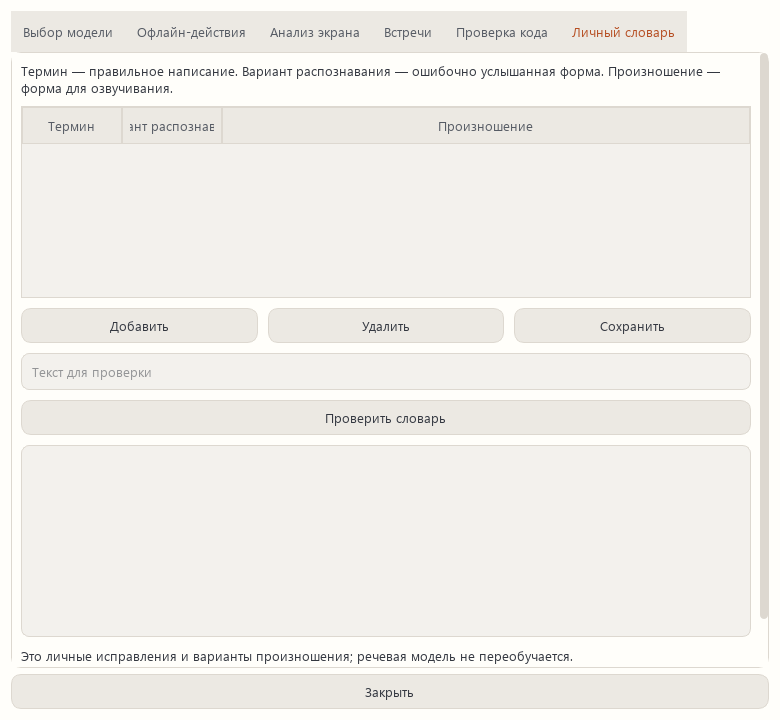 Выбор модели Офлайн-действия Анализ экрана Встречи Проверка кода Личный словарь
Термин — правильное написание. Вариант распознавания — ошибочно услышанная форма. Произношение —
форма для озвучивания.
Термин ант распознав Произношение
Добавить Удалить Сохранить
Текст для проверки
Проверить словарь
Это личные исправления и варианты произношения; речевая модель не переобучается.
Закрыть